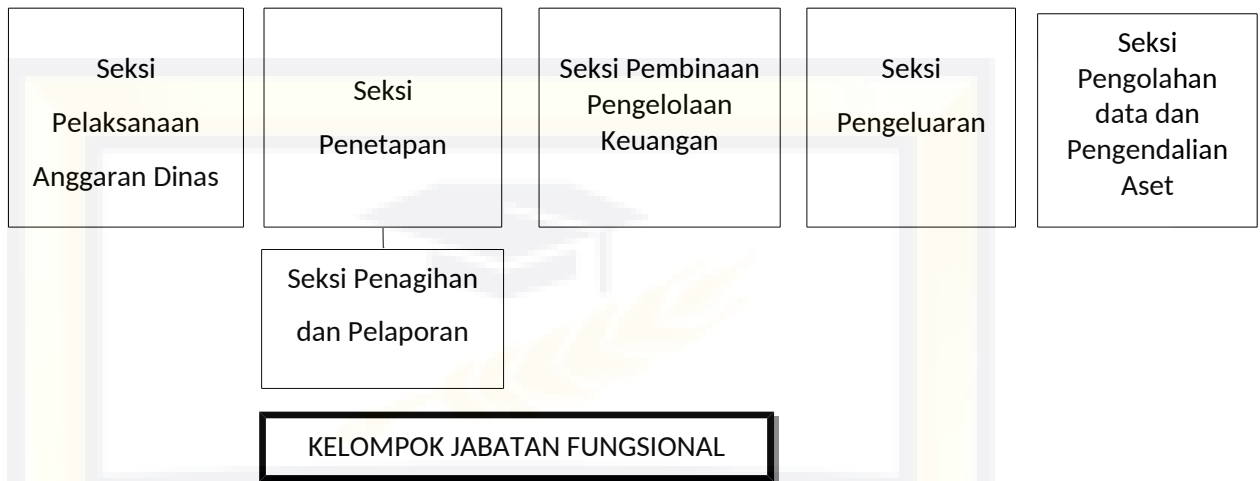 Seksi
Pelaksanaan
Anggaran Dinas
Seksi
Penetapan
Seksi Pembinaan
Pengelolaan
Keuangan
Seksi
Pengeluaran
Seksi
Pengolahan
data dan
Pengendalian
Aset
Seksi Penagihan
dan Pelaporan
KELOMPOK JABATAN FUNGSIONAL